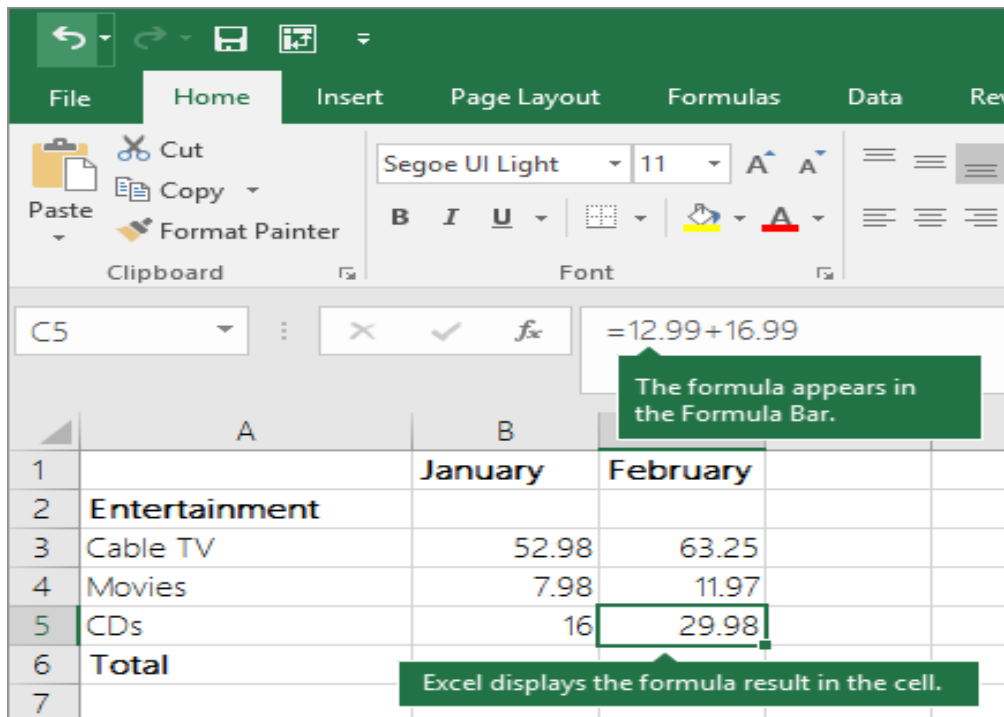 File Home Insert Page Layout Formulas Data Rev
Cut
Copy
Paste
Format Painter
Clipboard
Segoe UI Light 11 A A
B I U A
Font
C5 fx =12.99+16.99
The formula appears in
the Formula Bar.
A B
1 January February
2 Entertainment
3 Cable TV 52.98 63.25
4 Movies 7.98 11.97
5 CDs 16 29.98
6 Total
Excel displays the formula result in the cell.
7